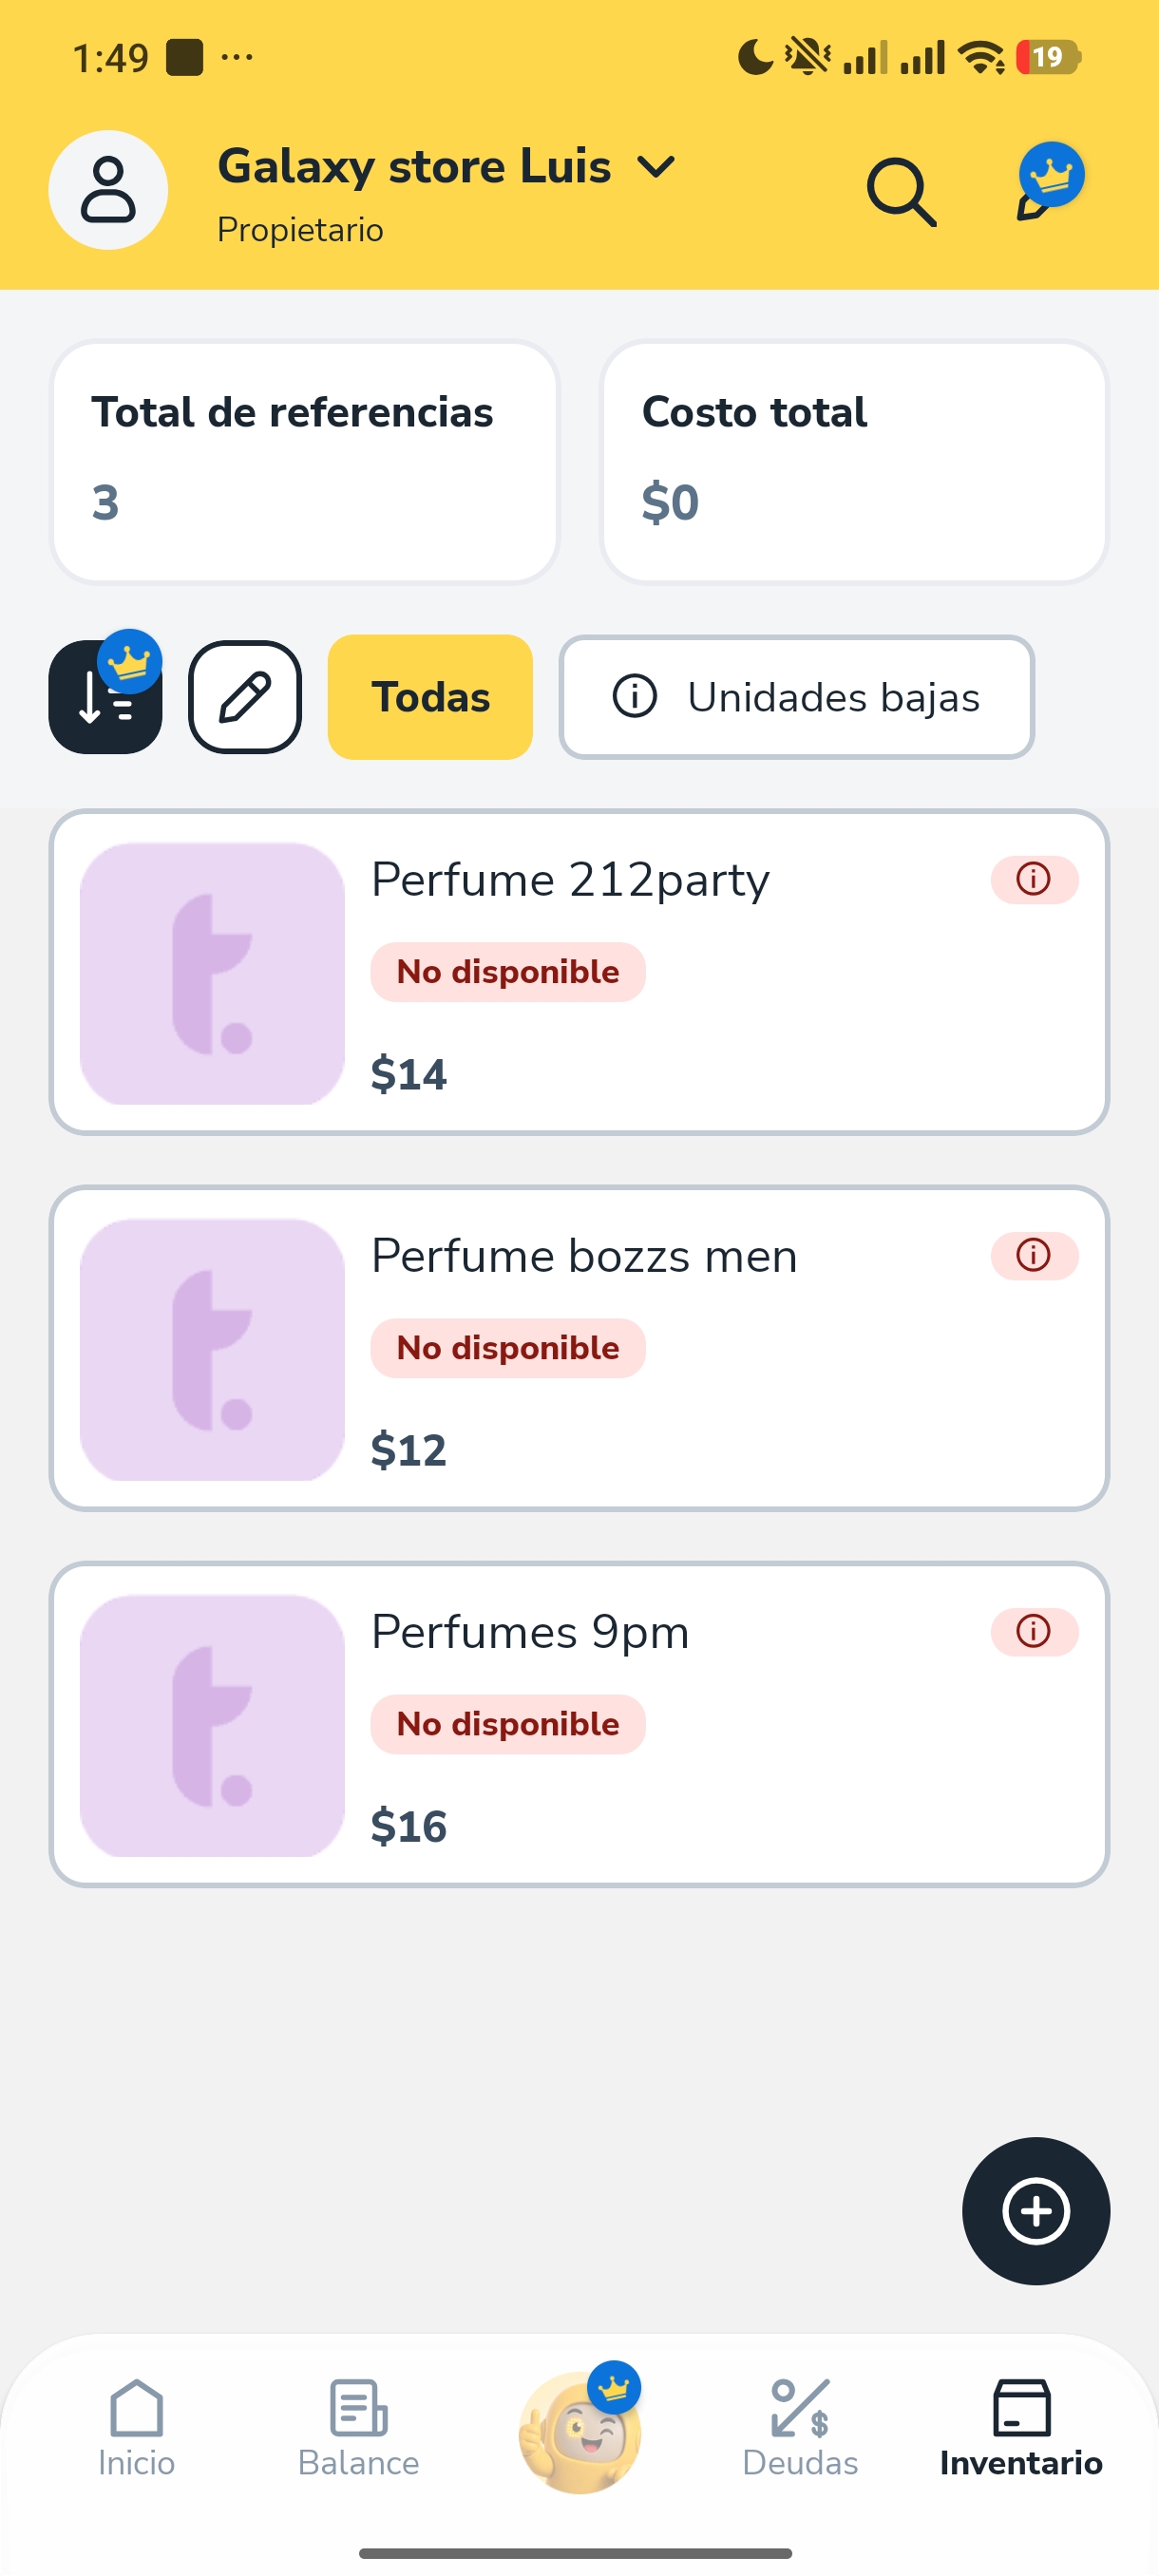 1:49 ... 19
Galaxy store Luis
Propietario
Total de referencias
3
Costo total
$0
Todas
Unidades bajas
Perfume 212party
No disponible
$14
Perfume bozzs men
No disponible
$12
Perfumes 9pm
No disponible
$16
Inicio
Balance
Deudas
Inventario